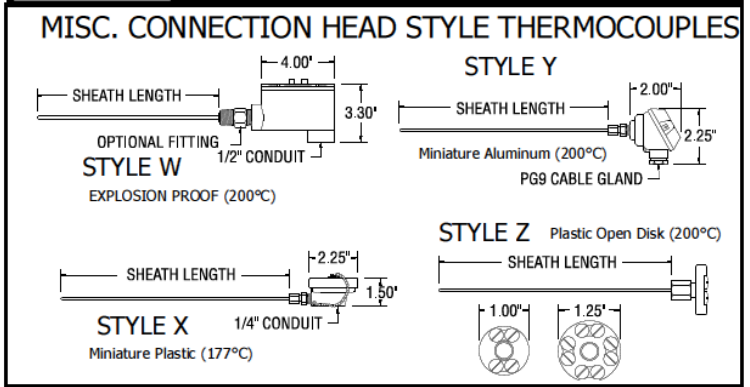 MISC. CONNECTION HEAD STYLE THERMOCOUPLES
4.00"
SHEATH LENGTH
3.30"
OPTIONAL FITTING
1/2" CONDUIT
STYLE W
EXPLOSION PROOF (200°C)
STYLE Y
2.00"
SHEATH LENGTH
2.25"
Miniature Aluminum (200°C)
PG9 CABLE GLAND
2.25"
SHEATH LENGTH
1.50"
STYLE X
1/4" CONDUIT
Miniature Plastic (177°C)
STYLE Z Plastic Open Disk (200°C)
SHEATH LENGTH
1.00" 1.25"